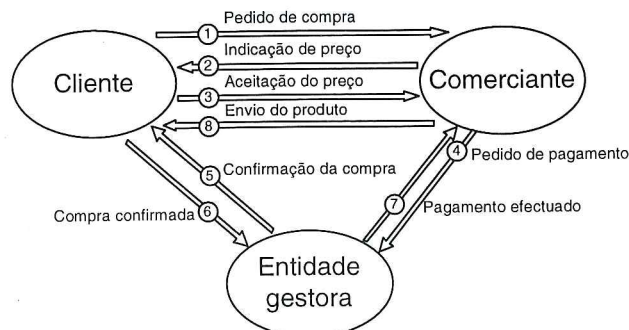 Pedido de compra
1
Indicação de preço
2
Cliente
Comerciante
Aceitação do preço
3
Envio do produto
8
4
Pedido de pagamento
5
Confirmação da compra
7
6
Compra confirmada
Pagamento efectuado
Entidade
gestora